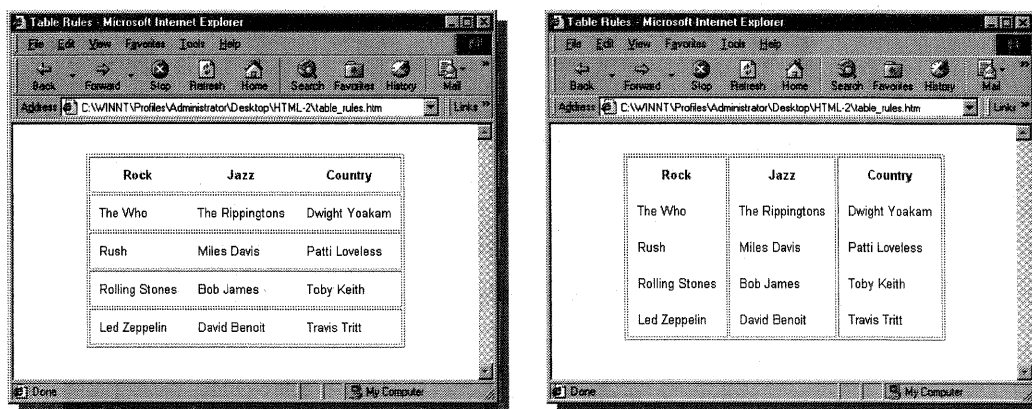 Table Rules - Microsoft Internet Explorer
File Edit View Favorites Tools Help
Back Forward Stop Refresh Home Search Favorites History Mail
Address C:\WINNT\Profiles\Administrator\Desktop\HTML-2\table_rules.htm Links
Rock Jazz Country
The Who The Rippingtons Dwight Yoakam
Rush Miles Davis Patti Loveless
Rolling Stones Bob James Toby Keith
Led Zeppelin David Benoit Travis Tritt
Done My Computer
Table Rules - Microsoft Internet Explorer
File Edit View Favorites Tools Help
Back Forward Stop Refresh Home Search Favorites History Mail
Address C:\WINNT\Profiles\Administrator\Desktop\HTML-2\table_rules.htm Links
Rock Jazz Country
The Who The Rippingtons Dwight Yoakam
Rush Miles Davis Patti Loveless
Rolling Stones Bob James Toby Keith
Led Zeppelin David Benoit Travis Tritt
Done My Computer